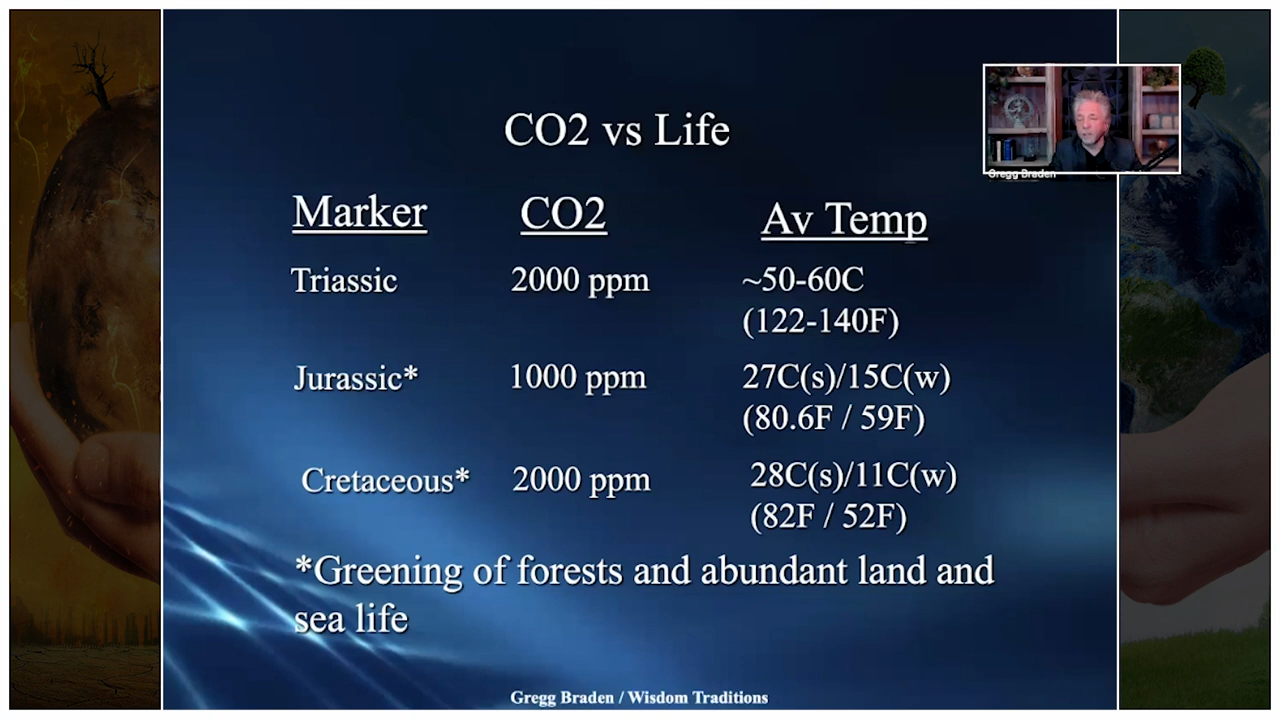 CO2 vs Life
Marker CO2 Av Temp
Triassic 2000 ppm ~50-60C
(122-140F)
Jurassic* 1000 ppm 27C(s)/15C(w)
(80.6F / 59F)
Cretaceous* 2000 ppm 28C(s)/11C(w)
(82F / 52F)
*Greening of forests and abundant land and
sea life
Gregg Braden / Wisdom Traditions
Gregg Braden